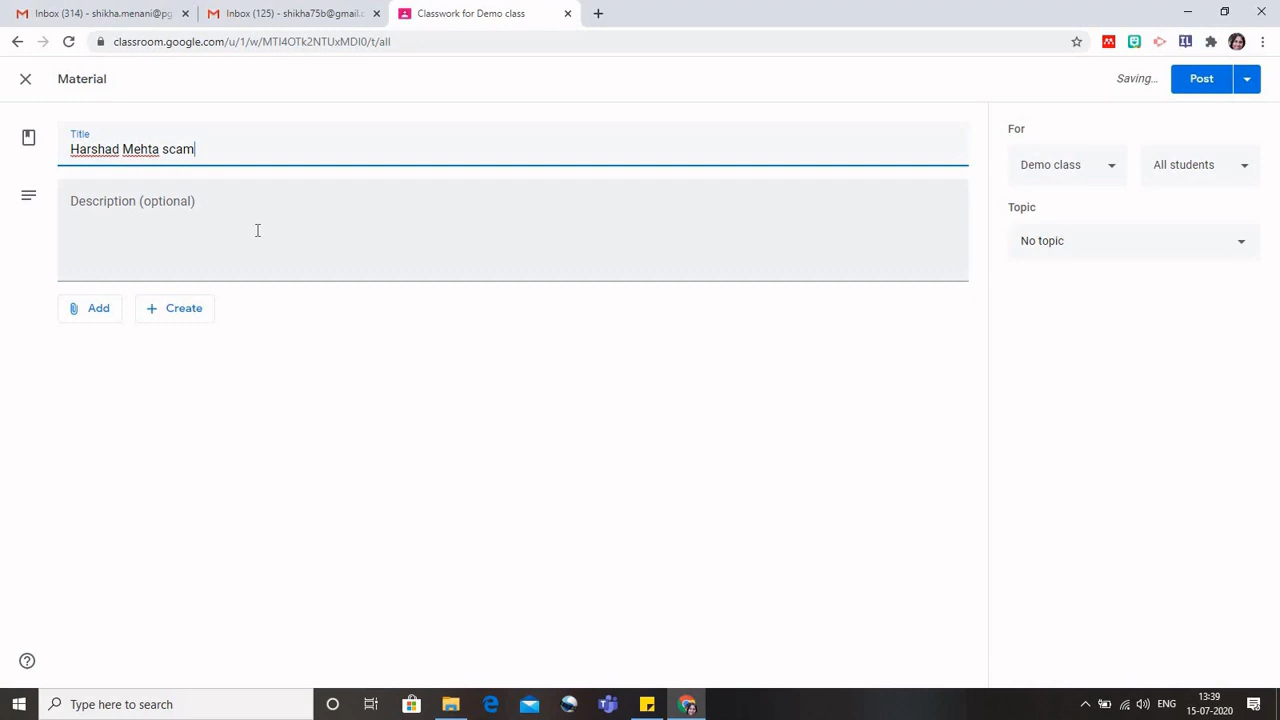 Inbox (314) - shikha.menani@pg
Inbox (125) - shikha75b@gmail.c
Classwork for Demo class
classroom.google.com/u/1/w/MTI4OTk2NTUxMDI0/t/all
Material
Saving...
Post
Title
Harshad Mehta scam
Description (optional)
Add
Create
For
Demo class
All students
Topic
No topic
Type here to search
ENG
13:39
15-07-2020